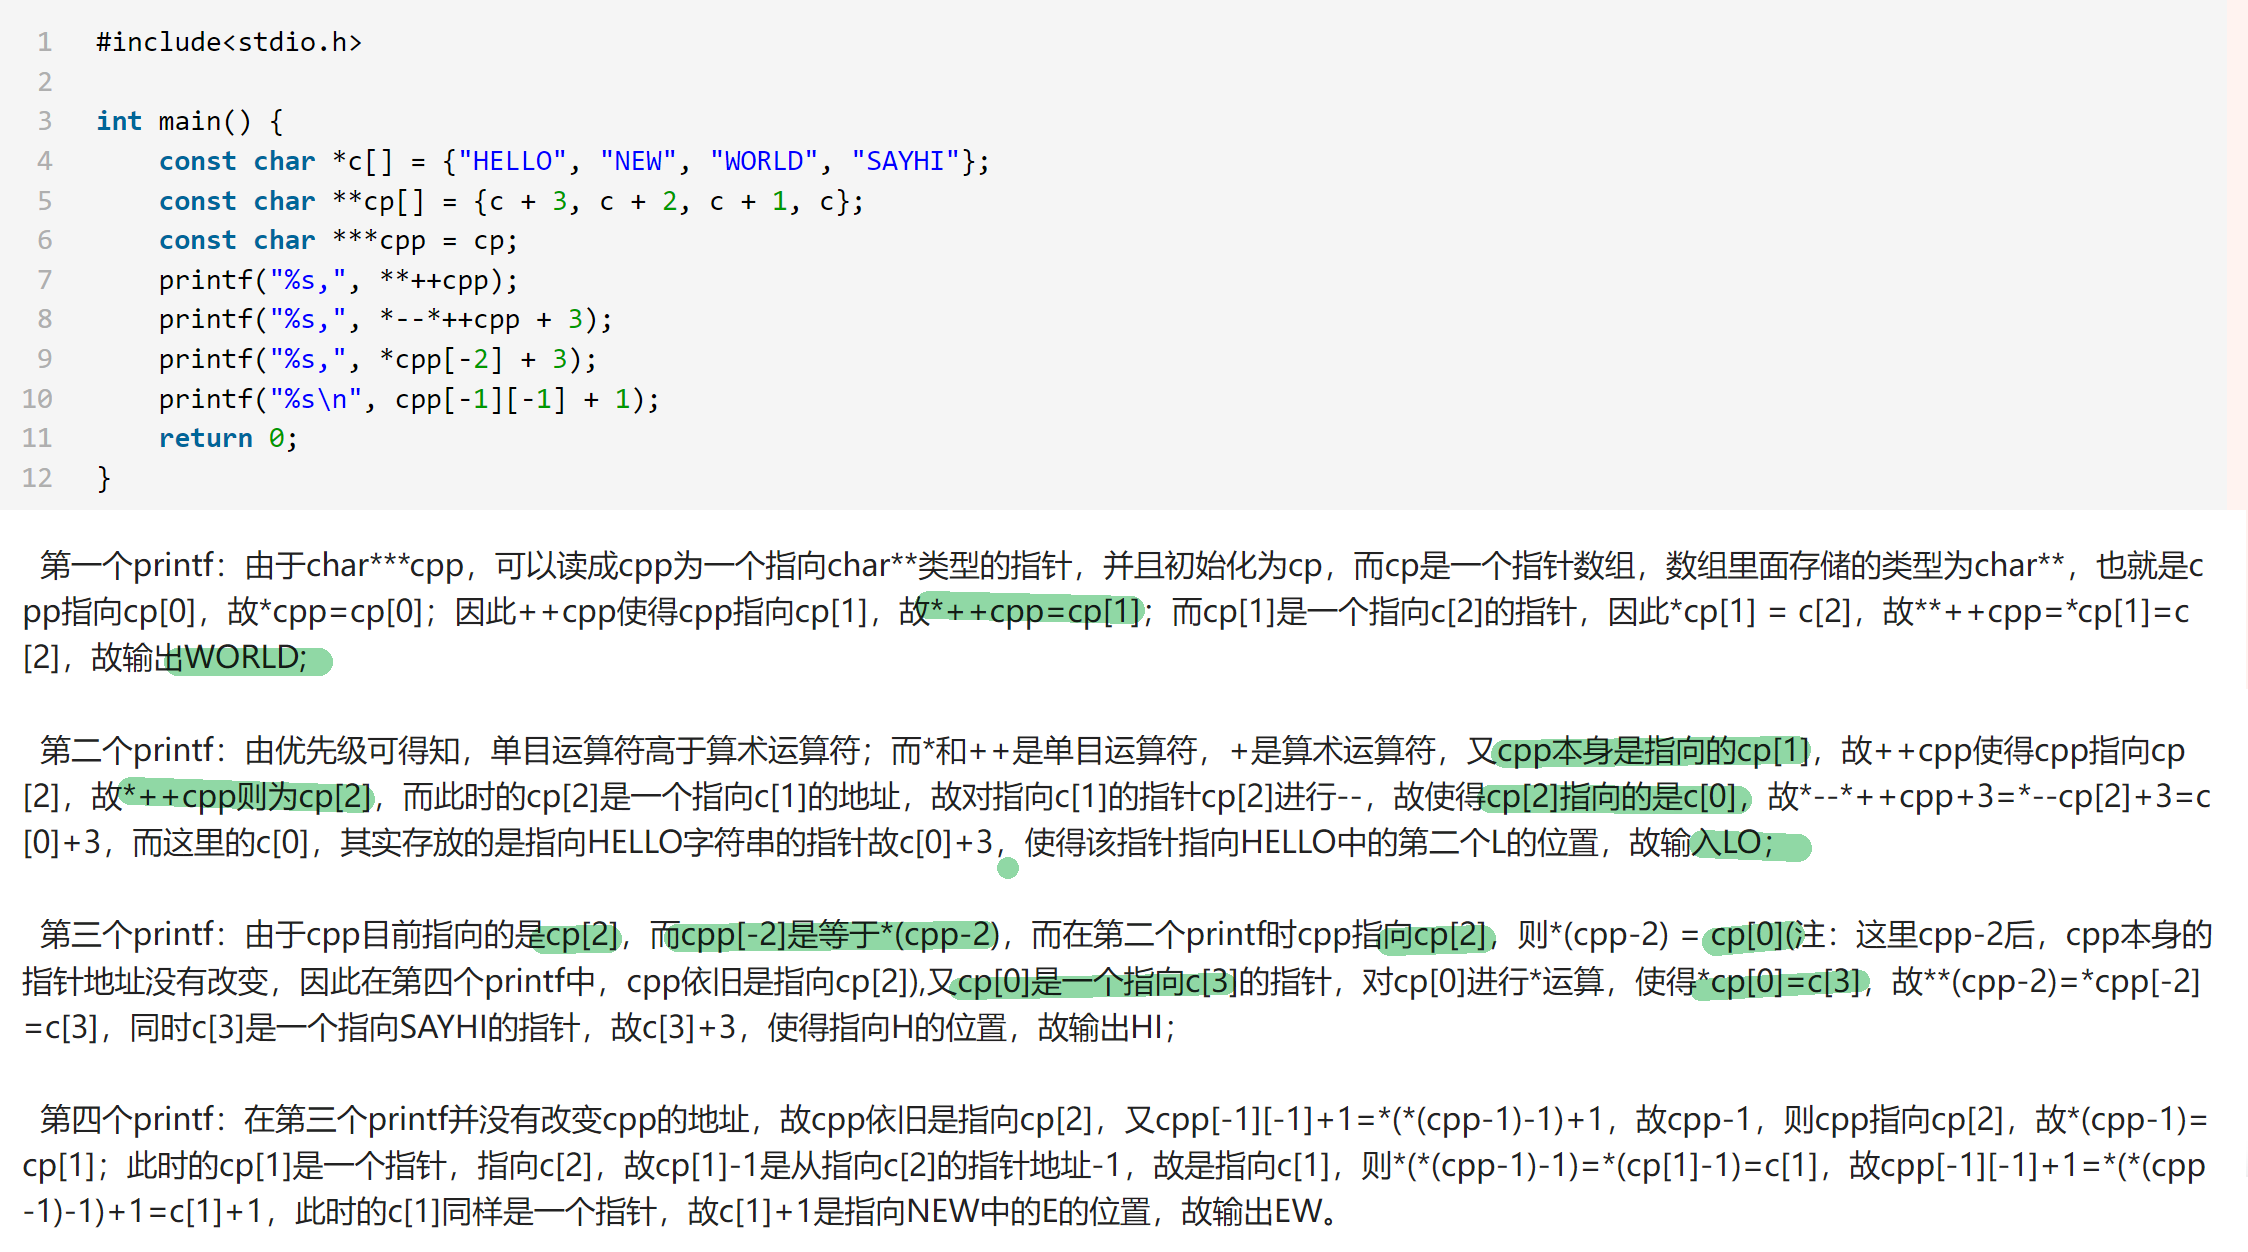 1 #include<stdio.h>
2
3 int main() {
4 const char *c[] = {"HELLO", "NEW", "WORLD", "SAYHI"};
5 const char **cp[] = {c + 3, c + 2, c + 1, c};
6 const char ***cpp = cp;
7 printf("%s,", **++cpp);
8 printf("%s,", *--*++cpp + 3);
9 printf("%s,", *cpp[-2] + 3);
10 printf("%s\n", cpp[-1][-1] + 1);
11 return 0;
12 }
第一个printf：由于char***cpp，可以读成cpp为一个指向char**类型的指针，并且初始化为cp，而cp是一个指针数组，数组里面存储的类型为char**，也就是c
pp指向cp[0]，故*cpp=cp[0]；因此++cpp使得cpp指向cp[1]，故*++cpp=cp[1]；而cp[1]是一个指向c[2]的指针，因此*cp[1] = c[2]，故**++cpp=*cp[1]=c
[2]，故输出WORLD;
第二个printf：由优先级可得知，单目运算符高于算术运算符；而*和++是单目运算符，+是算术运算符，又cpp本身是指向的cp[1]，故++cpp使得cpp指向cp
[2]，故*++cpp则为cp[2]，而此时的cp[2]是一个指向c[1]的地址，故对指向c[1]的指针cp[2]进行--，故使得cp[2]指向的是c[0]，故*--*++cpp+3=*--cp[2]+3=c
[0]+3，而这里的c[0]，其实存放的是指向HELLO字符串的指针故c[0]+3，使得该指针指向HELLO中的第二个L的位置，故输入LO；
第三个printf：由于cpp目前指向的是cp[2]，而cpp[-2]是等于*(cpp-2)，而在第二个printf时cpp指向cp[2]，则*(cpp-2) = cp[0](注：这里cpp-2后，cpp本身的
指针地址没有改变，因此在第四个printf中，cpp依旧是指向cp[2]),又cp[0]是一个指向c[3]的指针，对cp[0]进行*运算，使得*cp[0]=c[3]，故**(cpp-2)=*cpp[-2]
=c[3]，同时c[3]是一个指向SAYHI的指针，故c[3]+3，使得指向H的位置，故输出HI；
第四个printf：在第三个printf并没有改变cpp的地址，故cpp依旧是指向cp[2]，又cpp[-1][-1]+1=*(*(cpp-1)-1)+1，故cpp-1，则cpp指向cp[2]，故*(cpp-1)=
cp[1]；此时的cp[1]是一个指针，指向c[2]，故cp[1]-1是从指向c[2]的指针地址-1，故是指向c[1]，则*(*(cpp-1)-1)=*(cp[1]-1)=c[1]，故cpp[-1][-1]+1=*(*(cpp
-1)-1)+1=c[1]+1，此时的c[1]同样是一个指针，故c[1]+1是指向NEW中的E的位置，故输出EW。